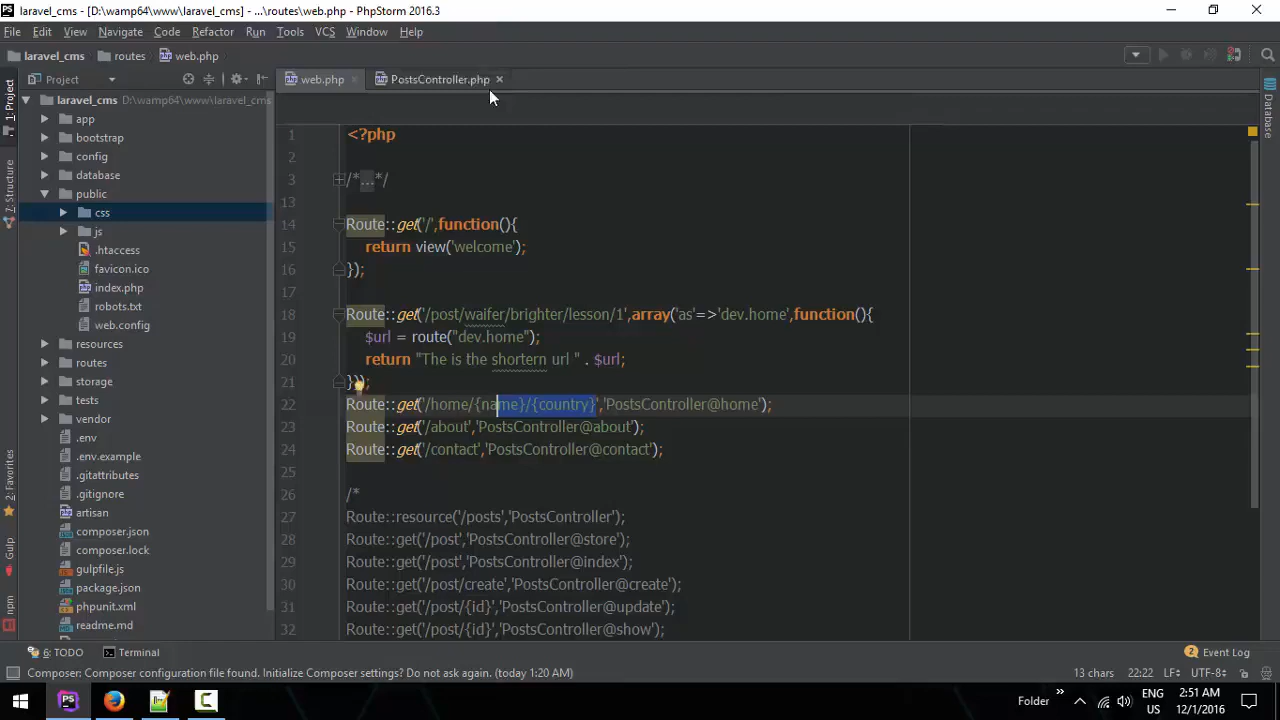 laravel_cms - [D:\wamp64\www\laravel_cms] - ...\routes\web.php - PhpStorm 2016.3
File Edit View Navigate Code Refactor Run Tools VCS Window Help
laravel_cms routes web.php
Project
web.php PostsController.php
1: Project
7: Structure
2: Favorites
Gulp
npm
Database
laravel_cms D:\wamp64\www\laravel_cms
app
bootstrap
config
database
public
css
js
.htaccess
favicon.ico
index.php
robots.txt
web.config
resources
routes
storage
tests
vendor
.env
.env.example
.gitattributes
.gitignore
artisan
composer.json
composer.lock
gulpfile.js
package.json
phpunit.xml
readme.md
1 <?php
2
3 /*...*/
13
14 Route::get('/',function(){
15 return view('welcome');
16 });
17
18 Route::get('/post/waifer/brighter/lesson/1',array('as'=>'dev.home',function(){
19 $url = route("dev.home");
20 return "The is the shortern url " . $url;
21 }));
22 Route::get('/home/{name}/{country}','PostsController@home');
23 Route::get('/about','PostsController@about');
24 Route::get('/contact','PostsController@contact');
25
26 /*
27 Route::resource('/posts','PostsController');
28 Route::get('/post','PostsController@store');
29 Route::get('/post','PostsController@index');
30 Route::get('/post/create','PostsController@create');
31 Route::get('/post/{id}','PostsController@update');
32 Route::get('/post/{id}','PostsController@show');
6: TODO Terminal 2 Event Log
Composer: Composer configuration file found. Initialize Composer settings? Do not ask again. (today 1:20 AM) 13 chars 22:22 LF÷ UTF-8÷
PS Folder ENG 2:51 AM
US 12/1/2016